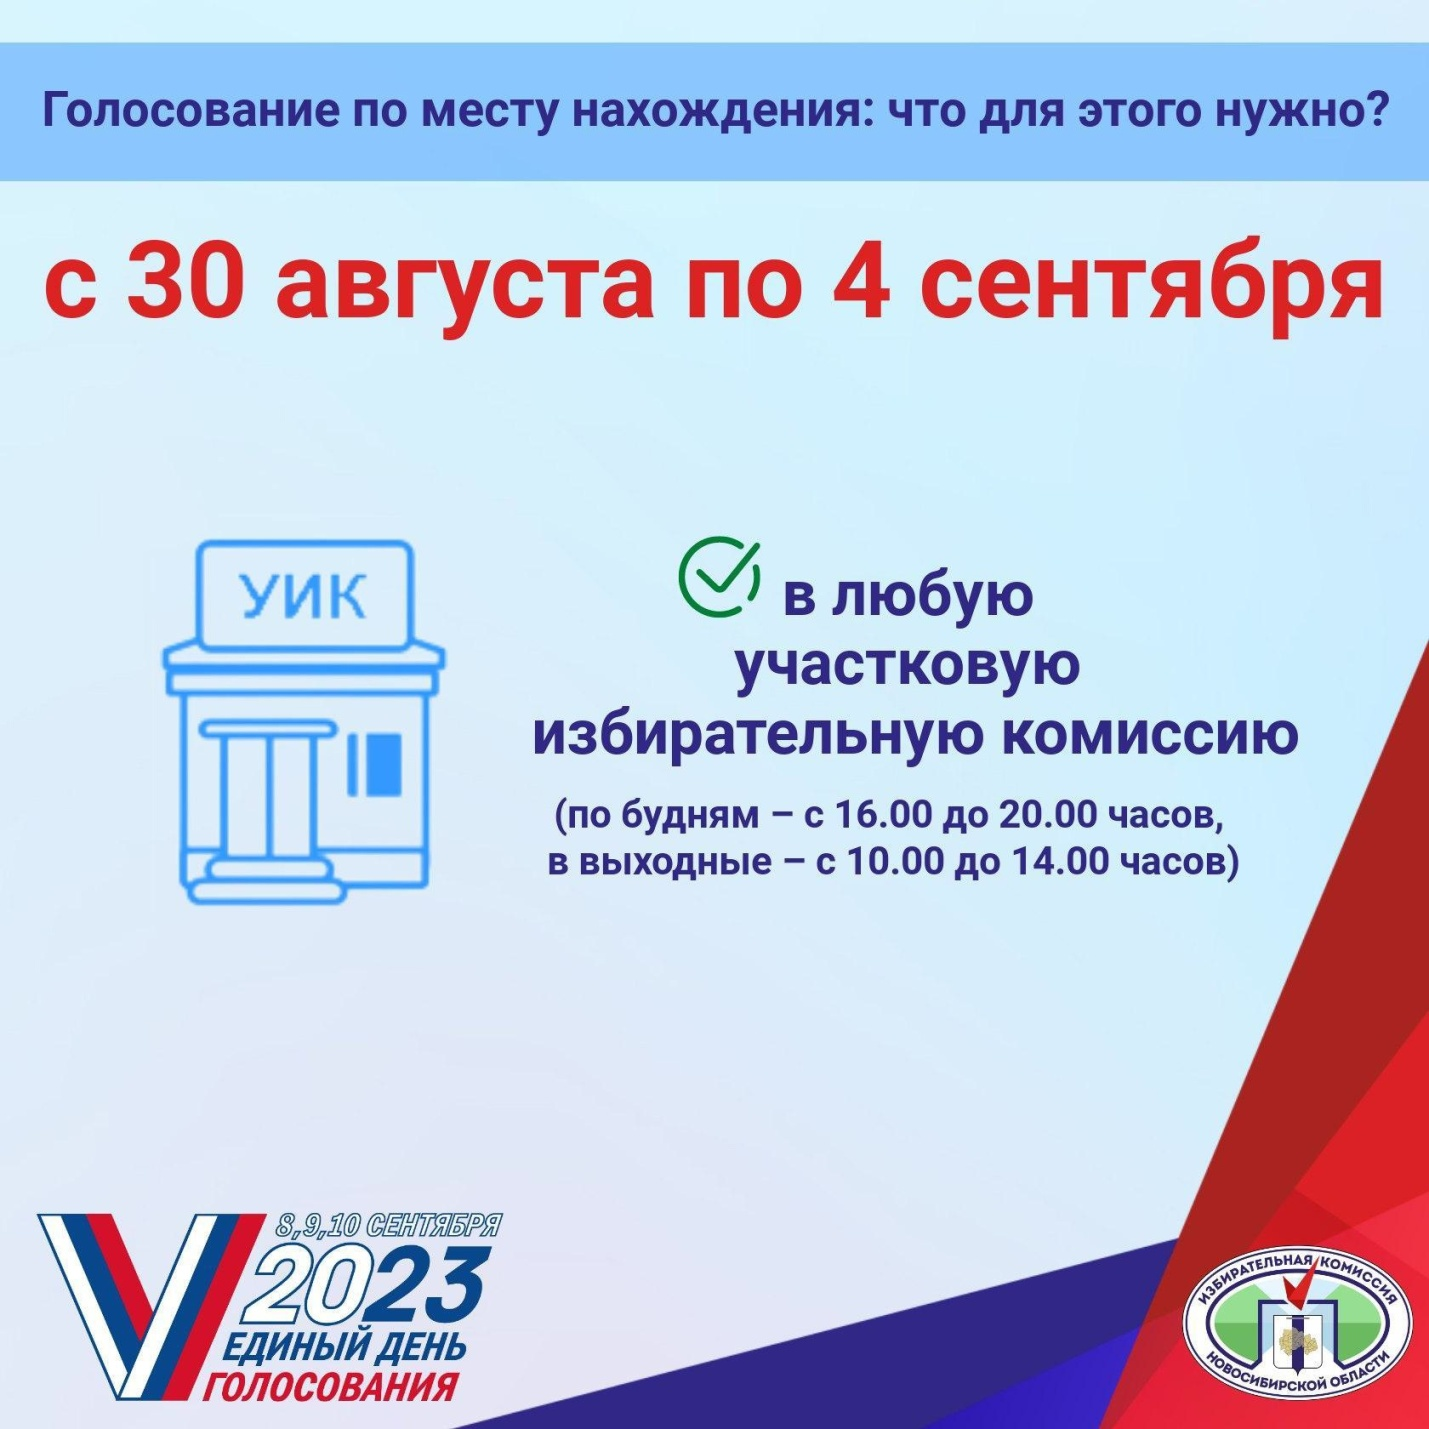 Голосование по месту нахождения: что для этого нужно?
с 30 августа по 4 сентября
УИК
в любую
участковую
избирательную комиссию
(по будням – с 16.00 до 20.00 часов,
в выходные – с 10.00 до 14.00 часов)
8,9,10 СЕНТЯБРЯ
2023
ЕДИНЫЙ ДЕНЬ
ГОЛОСОВАНИЯ
ИЗБИРАТЕЛЬНАЯ КОМИССИЯ
НОВОСИБИРСКОЙ ОБЛАСТИ